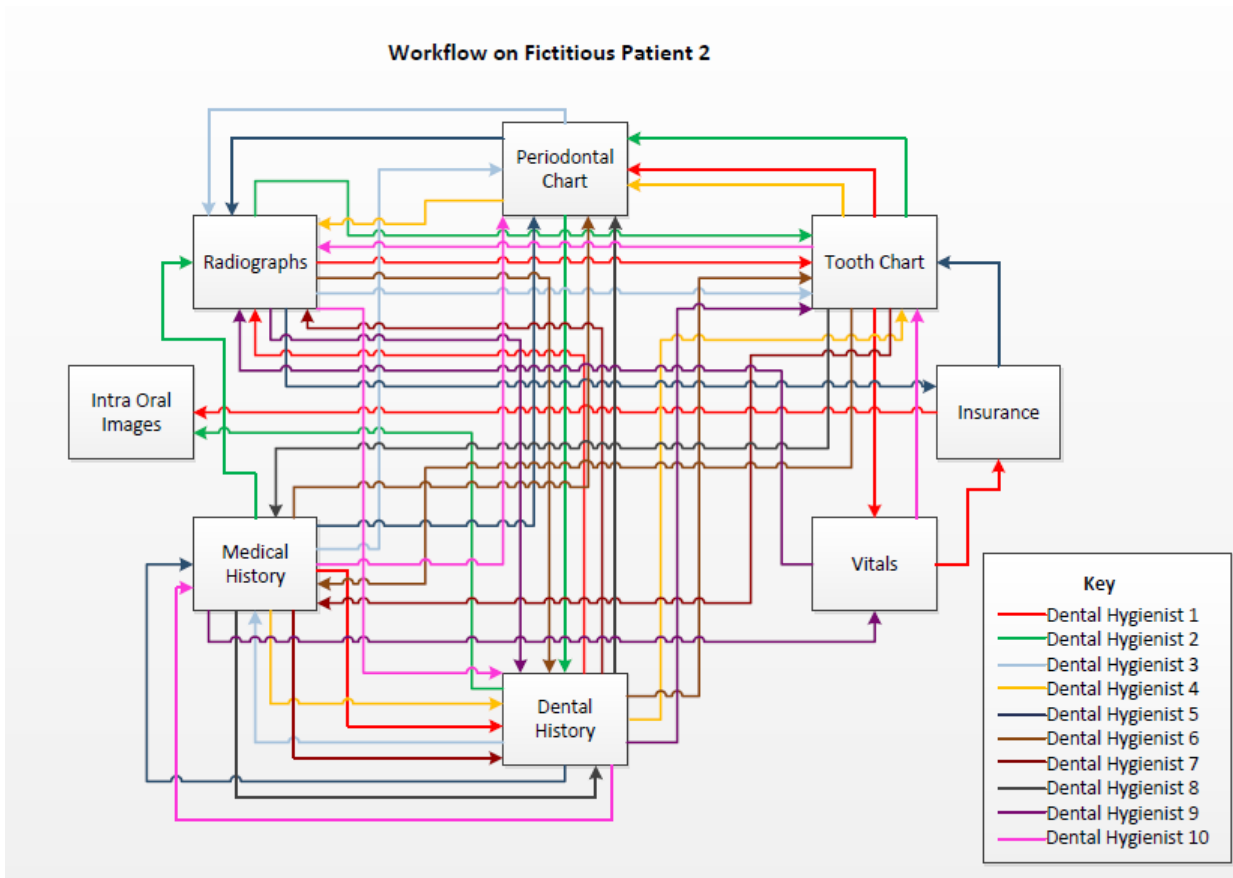 Workflow on Fictitious Patient 2
Periodontal
Chart
Radiographs
Tooth Chart
Intra Oral
Images
Insurance
Medical
History
Vitals
Dental
History
Key
Dental Hygienist 1
Dental Hygienist 2
Dental Hygienist 3
Dental Hygienist 4
Dental Hygienist 5
Dental Hygienist 6
Dental Hygienist 7
Dental Hygienist 8
Dental Hygienist 9
Dental Hygienist 10